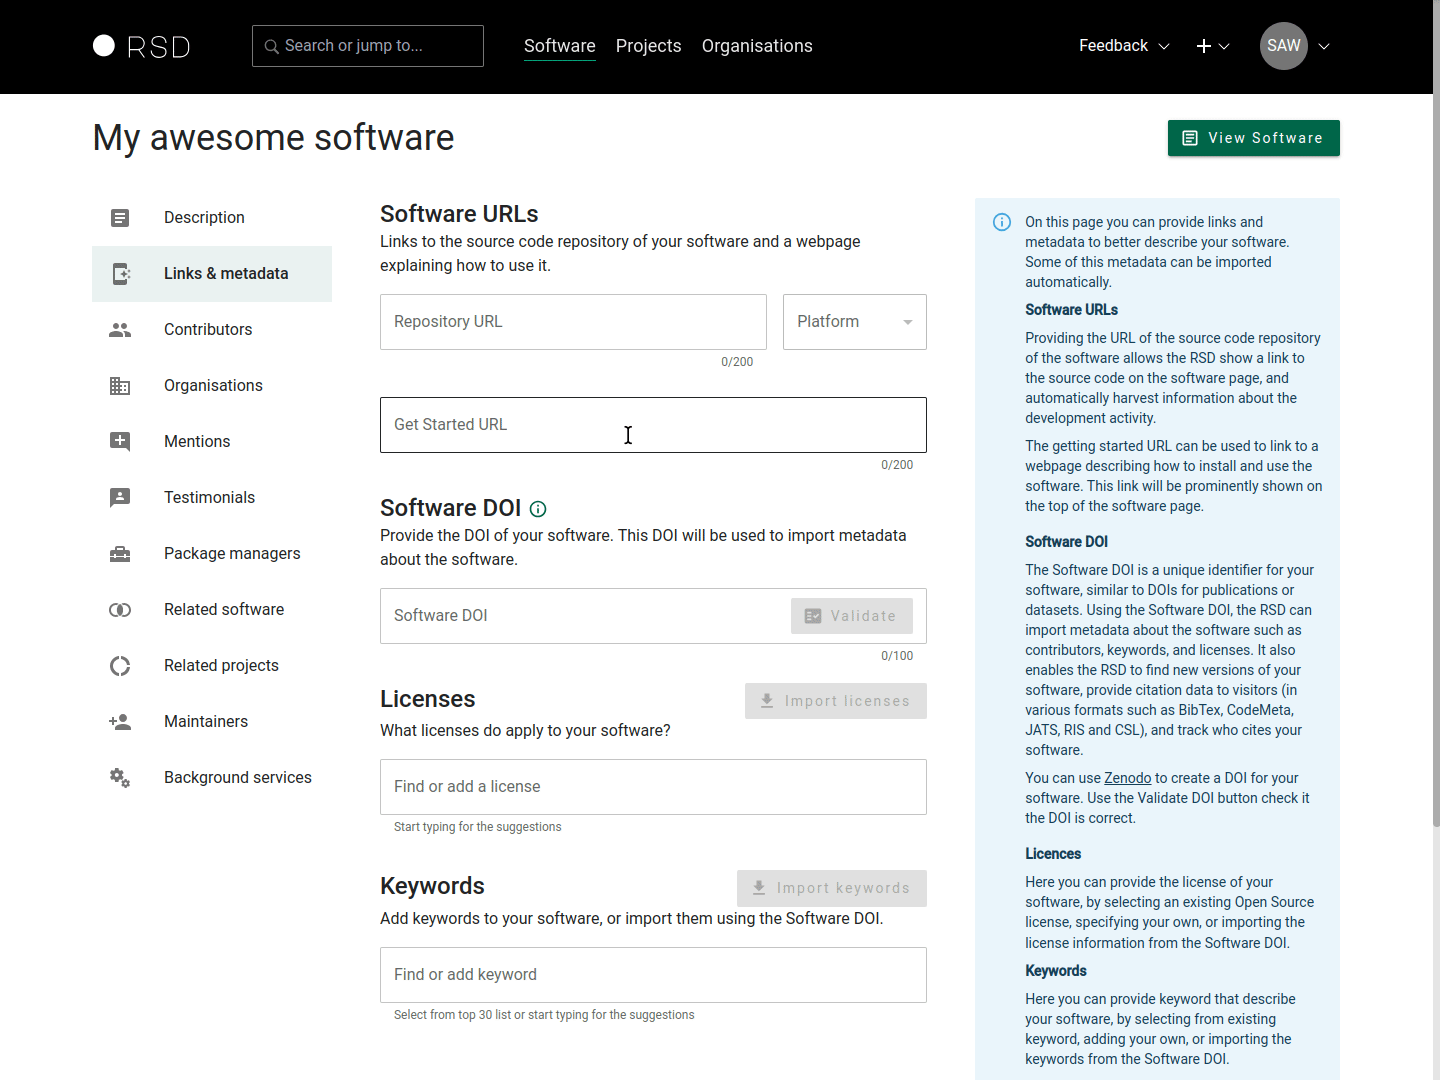 RSD
Search or jump to...
Software
Projects
Organisations
Feedback
SAW
My awesome software
View Software
Description
Links & metadata
Contributors
Organisations
Mentions
Testimonials
Package managers
Related software
Related projects
Maintainers
Background services
Software URLs
Links to the source code repository of your software and a webpage
explaining how to use it.
Repository URL
Platform
0/200
Get Started URL
0/200
Software DOI
Provide the DOI of your software. This DOI will be used to import metadata
about the software.
Software DOI
Validate
0/100
Licenses
Import licenses
What licenses do apply to your software?
Find or add a license
Start typing for the suggestions
Keywords
Import keywords
Add keywords to your software, or import them using the Software DOI.
Find or add keyword
Select from top 30 list or start typing for the suggestions
On this page you can provide links and
metadata to better describe your software.
Some of this metadata can be imported
automatically.
Software URLs
Providing the URL of the source code repository
of the software allows the RSD show a link to
the source code on the software page, and
automatically harvest information about the
development activity.
The getting started URL can be used to link to a
webpage describing how to install and use the
software. This link will be prominently shown on
the top of the software page.
Software DOI
The Software DOI is a unique identifier for your
software, similar to DOIs for publications or
datasets. Using the Software DOI, the RSD can
import metadata about the software such as
contributors, keywords, and licenses. It also
enables the RSD to find new versions of your
software, provide citation data to visitors (in
various formats such as BibTex, CodeMeta,
JATS, RIS and CSL), and track who cites your
software.
You can use Zenodo to create a DOI for your
software. Use the Validate DOI button check it
the DOI is correct.
Licences
Here you can provide the license of your
software, by selecting an existing Open Source
license, specifying your own, or importing the
license information from the Software DOI.
Keywords
Here you can provide keyword that describe
your software, by selecting from existing
keyword, adding your own, or importing the
keywords from the Software DOI.